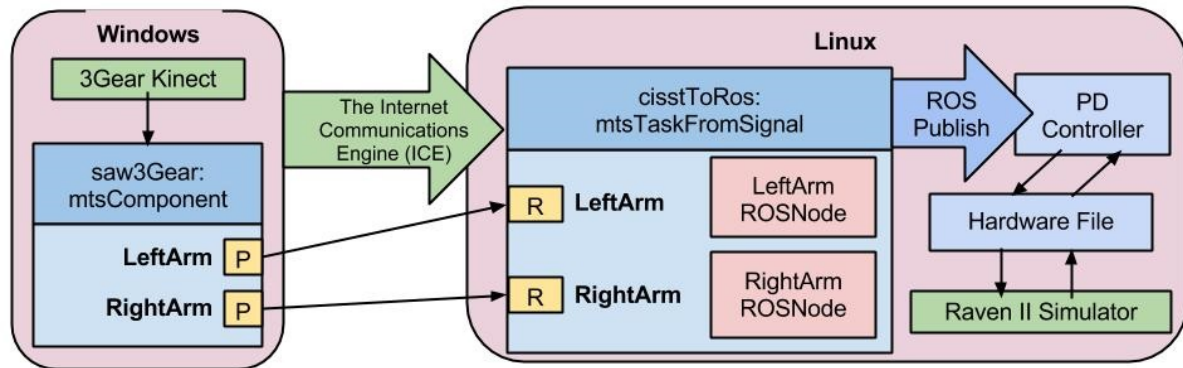 Windows
3Gear Kinect
saw3Gear:
mtsComponent
LeftArm P
RightArm P
The Internet
Communications
Engine (ICE)
Linux
cisstToRos:
mtsTaskFromSignal
R LeftArm
LeftArm
ROSNode
R RightArm
RightArm
ROSNode
ROS
Publish
PD
Controller
Hardware File
Raven II Simulator